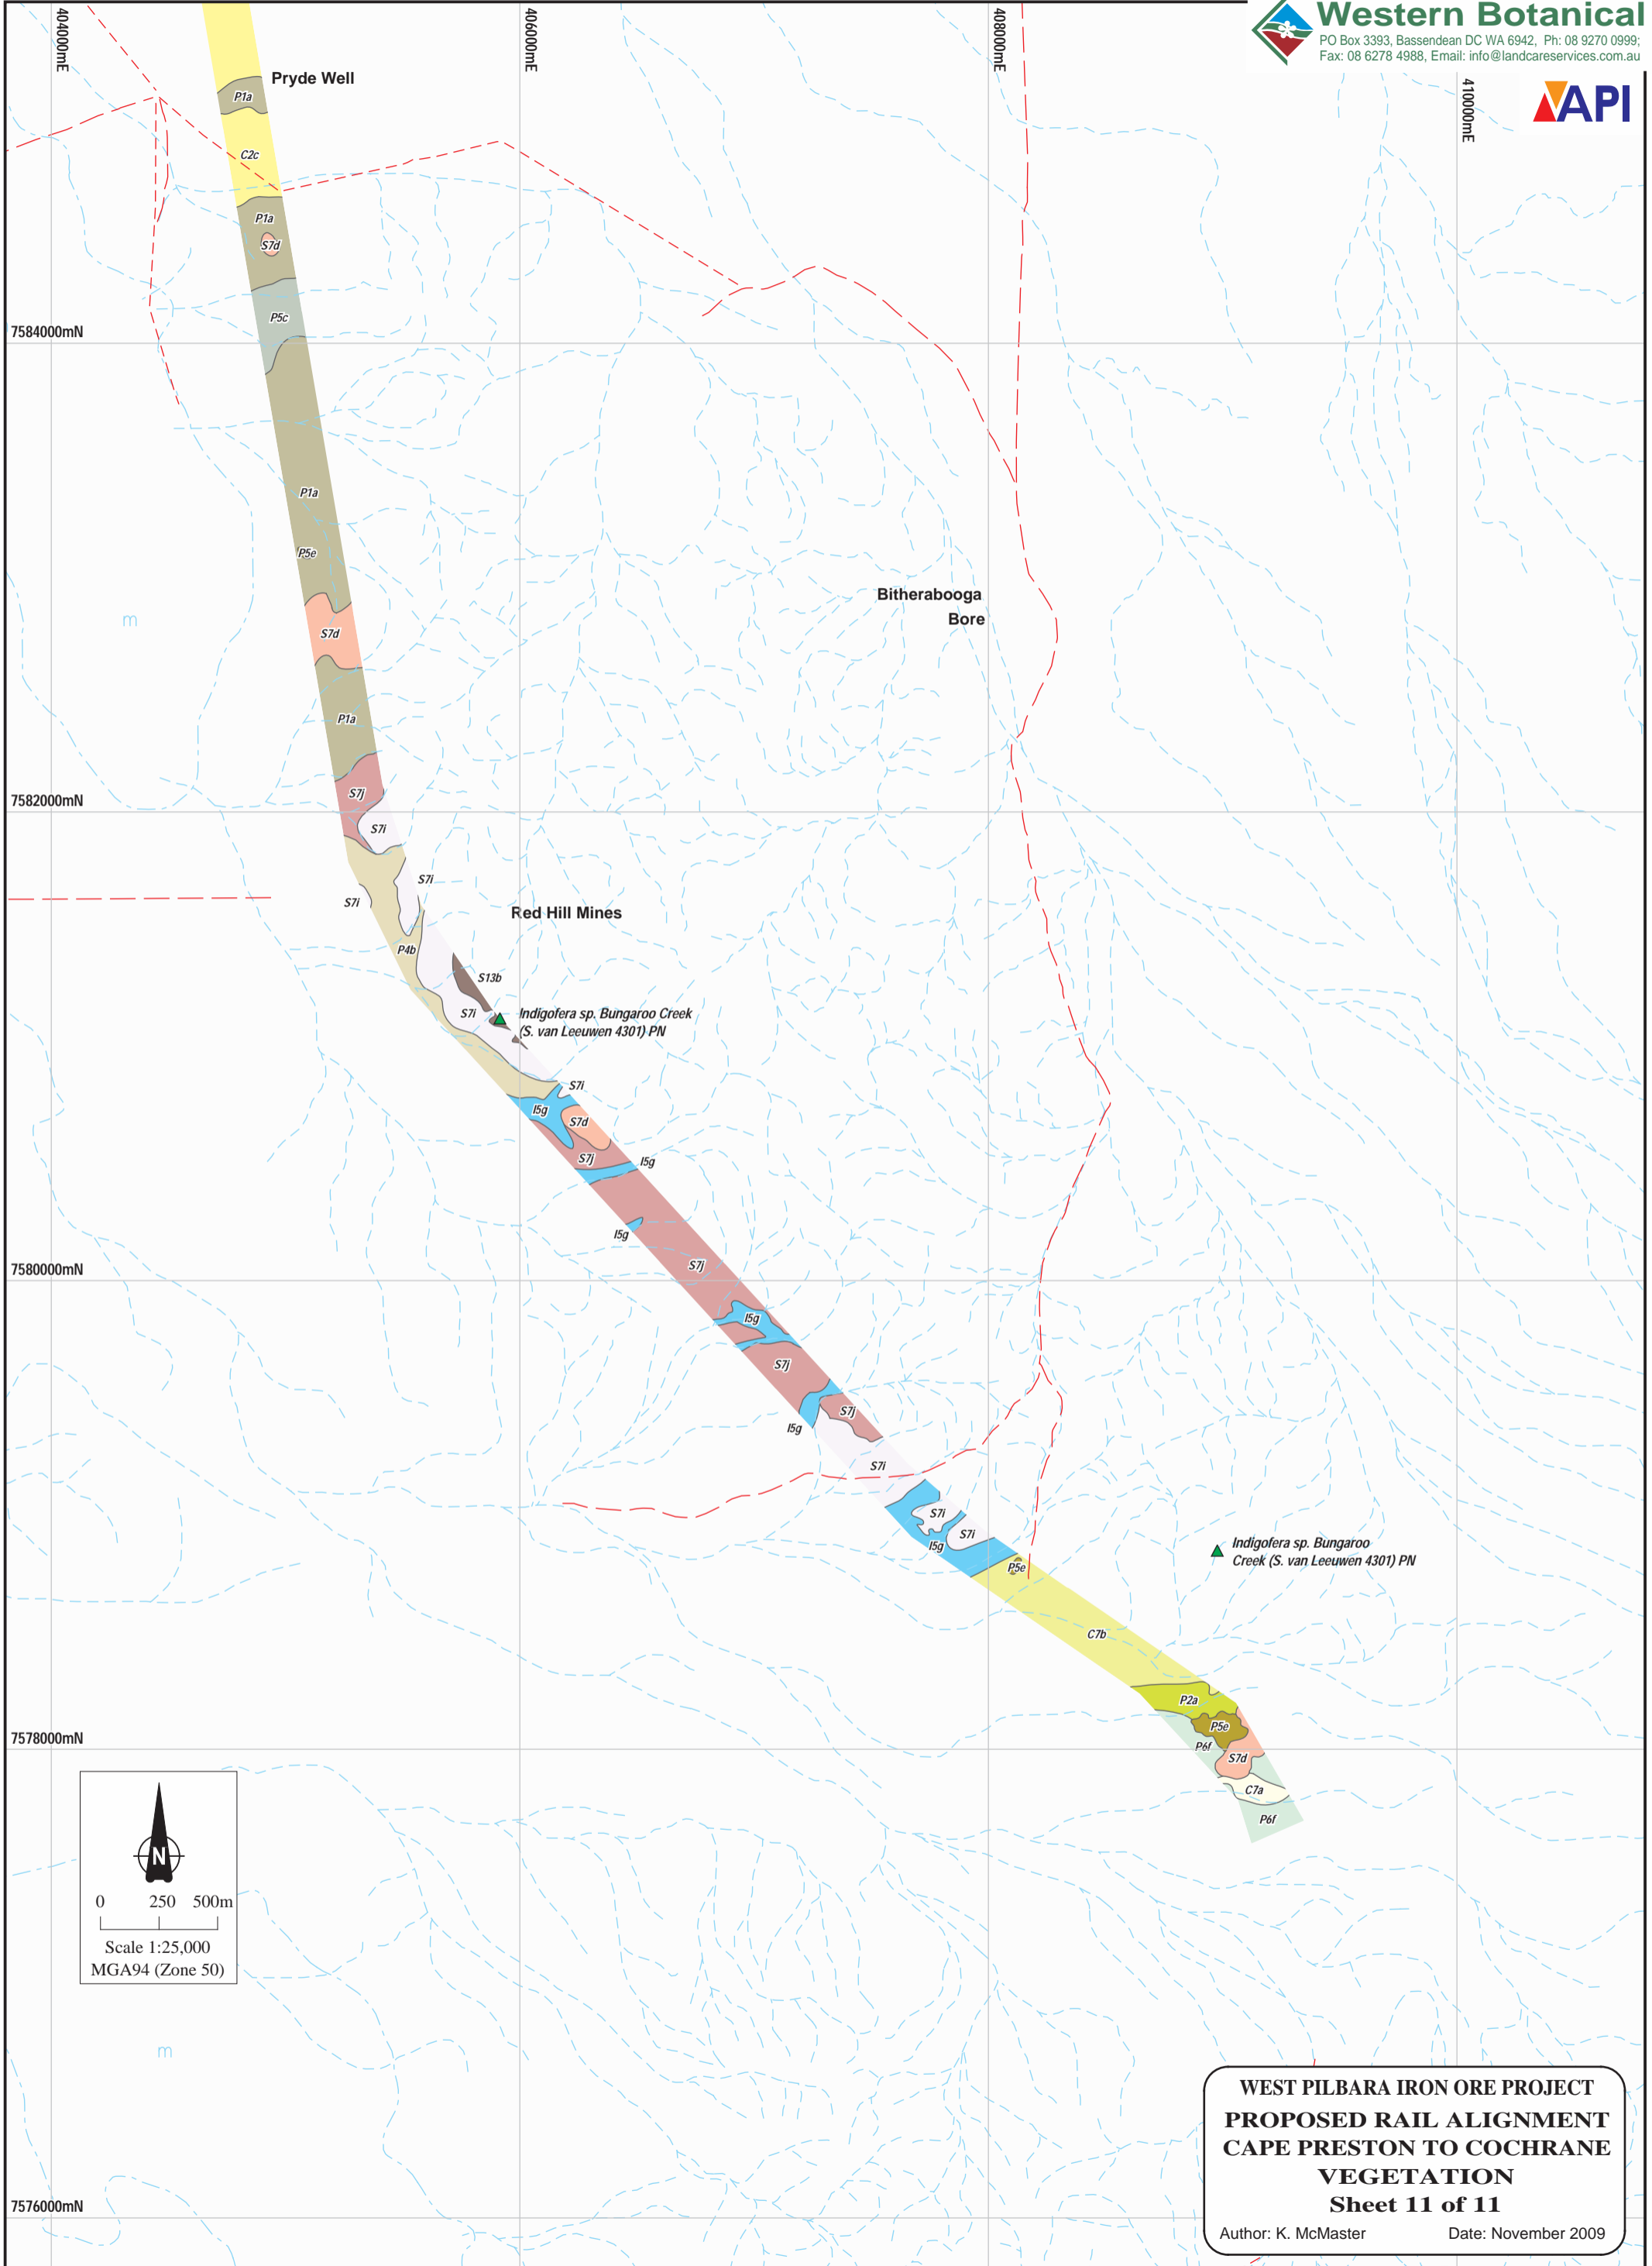 404000mE
406000mE
408000mE
410000mE
Western Botanical
PO Box 3393, Bassendean DC WA 6942, Ph: 08 9270 0999;
Fax: 08 6278 4988, Email: info@landcareservices.com.au
API
Pryde Well
P1a
C2c
P1a
S7d
P5c
7584000mN
P1a
P5e
Bitherabooga
Bore
m
S7d
P1a
S7j
7582000mN
S7i
S7i
S7i
Red Hill Mines
P4b
S13b
S7i
Indigofera sp. Bungaroo Creek
(S. van Leeuwen 4301) PN
S7i
I5g
S7d
S7j
I5g
I5g
S7j
7580000mN
I5g
S7j
S7j
I5g
S7i
S7i
S7i
I5g
Indigofera sp. Bungaroo
Creek (S. van Leeuwen 4301) PN
P5e
C7b
P2a
P5e
P6f
7578000mN
S7d
C7a
P6f
N
0 250 500m
Scale 1:25,000
MGA94 (Zone 50)
m
WEST PILBARA IRON ORE PROJECT
PROPOSED RAIL ALIGNMENT
CAPE PRESTON TO COCHRANE
VEGETATION
Sheet 11 of 11
Author: K. McMaster Date: November 2009
7576000mN